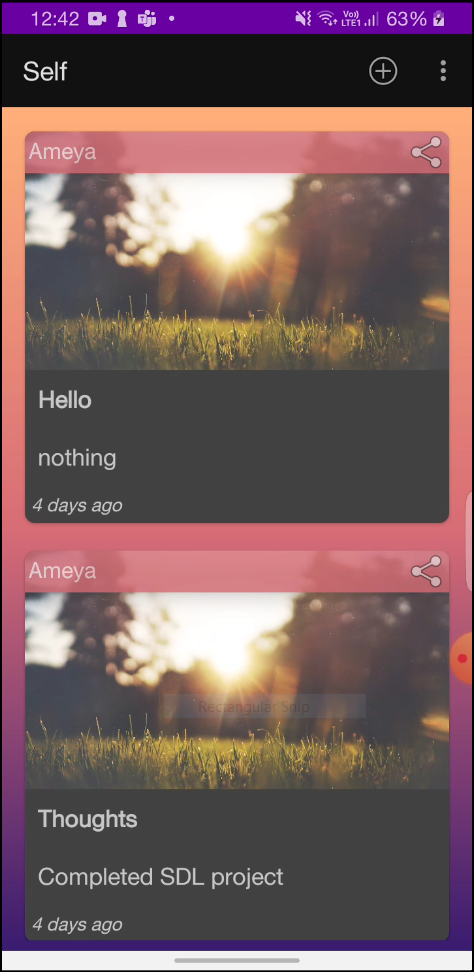 12:42
Vo)) LTE1 63%
Self
Ameya
Hello
nothing
4 days ago
Ameya
Rectangular Snip
Thoughts
Completed SDL project
4 days ago